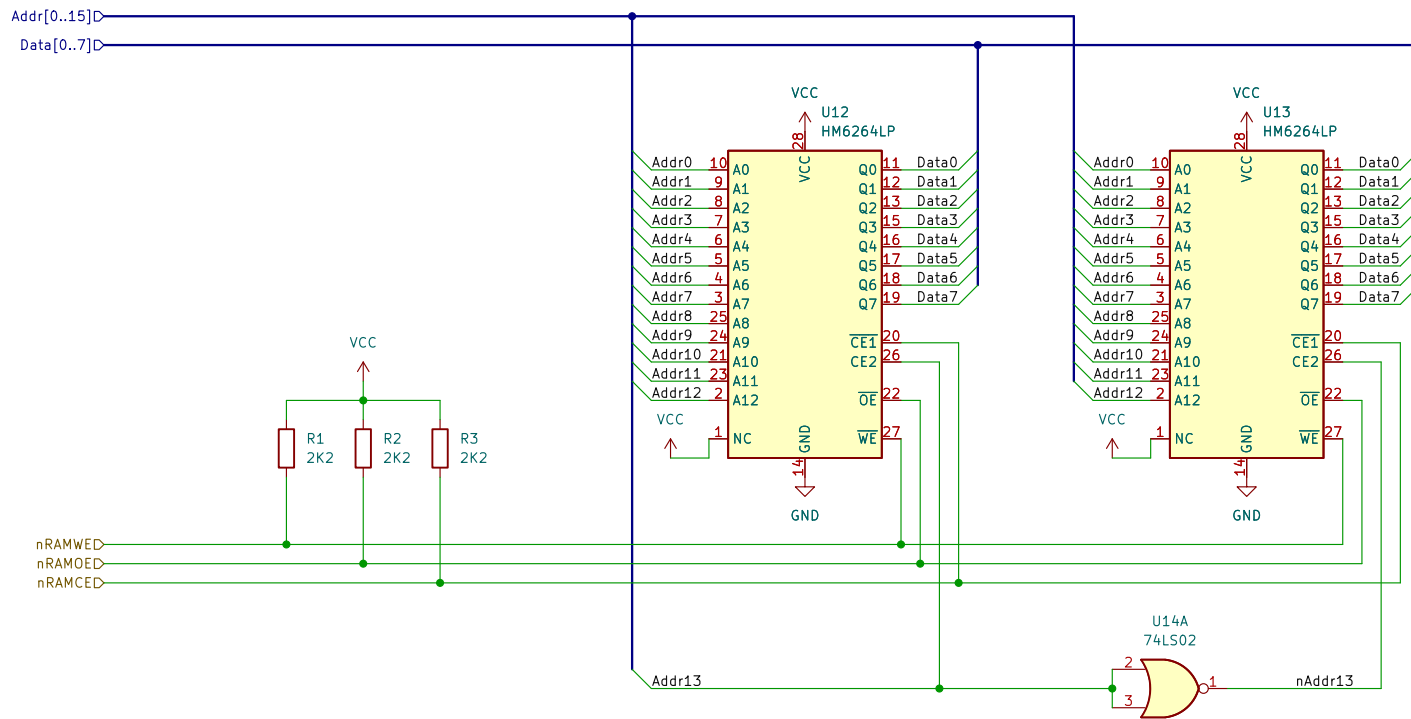 Addr[0..15]
Data[0..7]
VCC
U12
HM6264LP
28
VCC
Addr0 10 A0 Q0 11 Data0
Addr1 9 A1 Q1 12 Data1
Addr2 8 A2 Q2 13 Data2
Addr3 7 A3 Q3 15 Data3
Addr4 6 A4 Q4 16 Data4
Addr5 5 A5 Q5 17 Data5
Addr6 4 A6 Q6 18 Data6
Addr7 3 A7 Q7 19 Data7
Addr8 25 A8
Addr9 24 A9 CE1 20
Addr10 21 A10 CE2 26
Addr11 23 A11
Addr12 2 A12 OE 22
VCC
1 NC GND WE 27
14
GND
VCC
U13
HM6264LP
28
VCC
Addr0 10 A0 Q0 11 Data0
Addr1 9 A1 Q1 12 Data1
Addr2 8 A2 Q2 13 Data2
Addr3 7 A3 Q3 15 Data3
Addr4 6 A4 Q4 16 Data4
Addr5 5 A5 Q5 17 Data5
Addr6 4 A6 Q6 18 Data6
Addr7 3 A7 Q7 19 Data7
Addr8 25 A8
Addr9 24 A9 CE1 20
Addr10 21 A10 CE2 26
Addr11 23 A11
Addr12 2 A12 OE 22
VCC
1 NC GND WE 27
14
GND
VCC
R1 R2 R3
2K2 2K2 2K2
nRAMWE
nRAMOE
nRAMCE
U14A
74LS02
Addr13 2 1 nAddr13
3